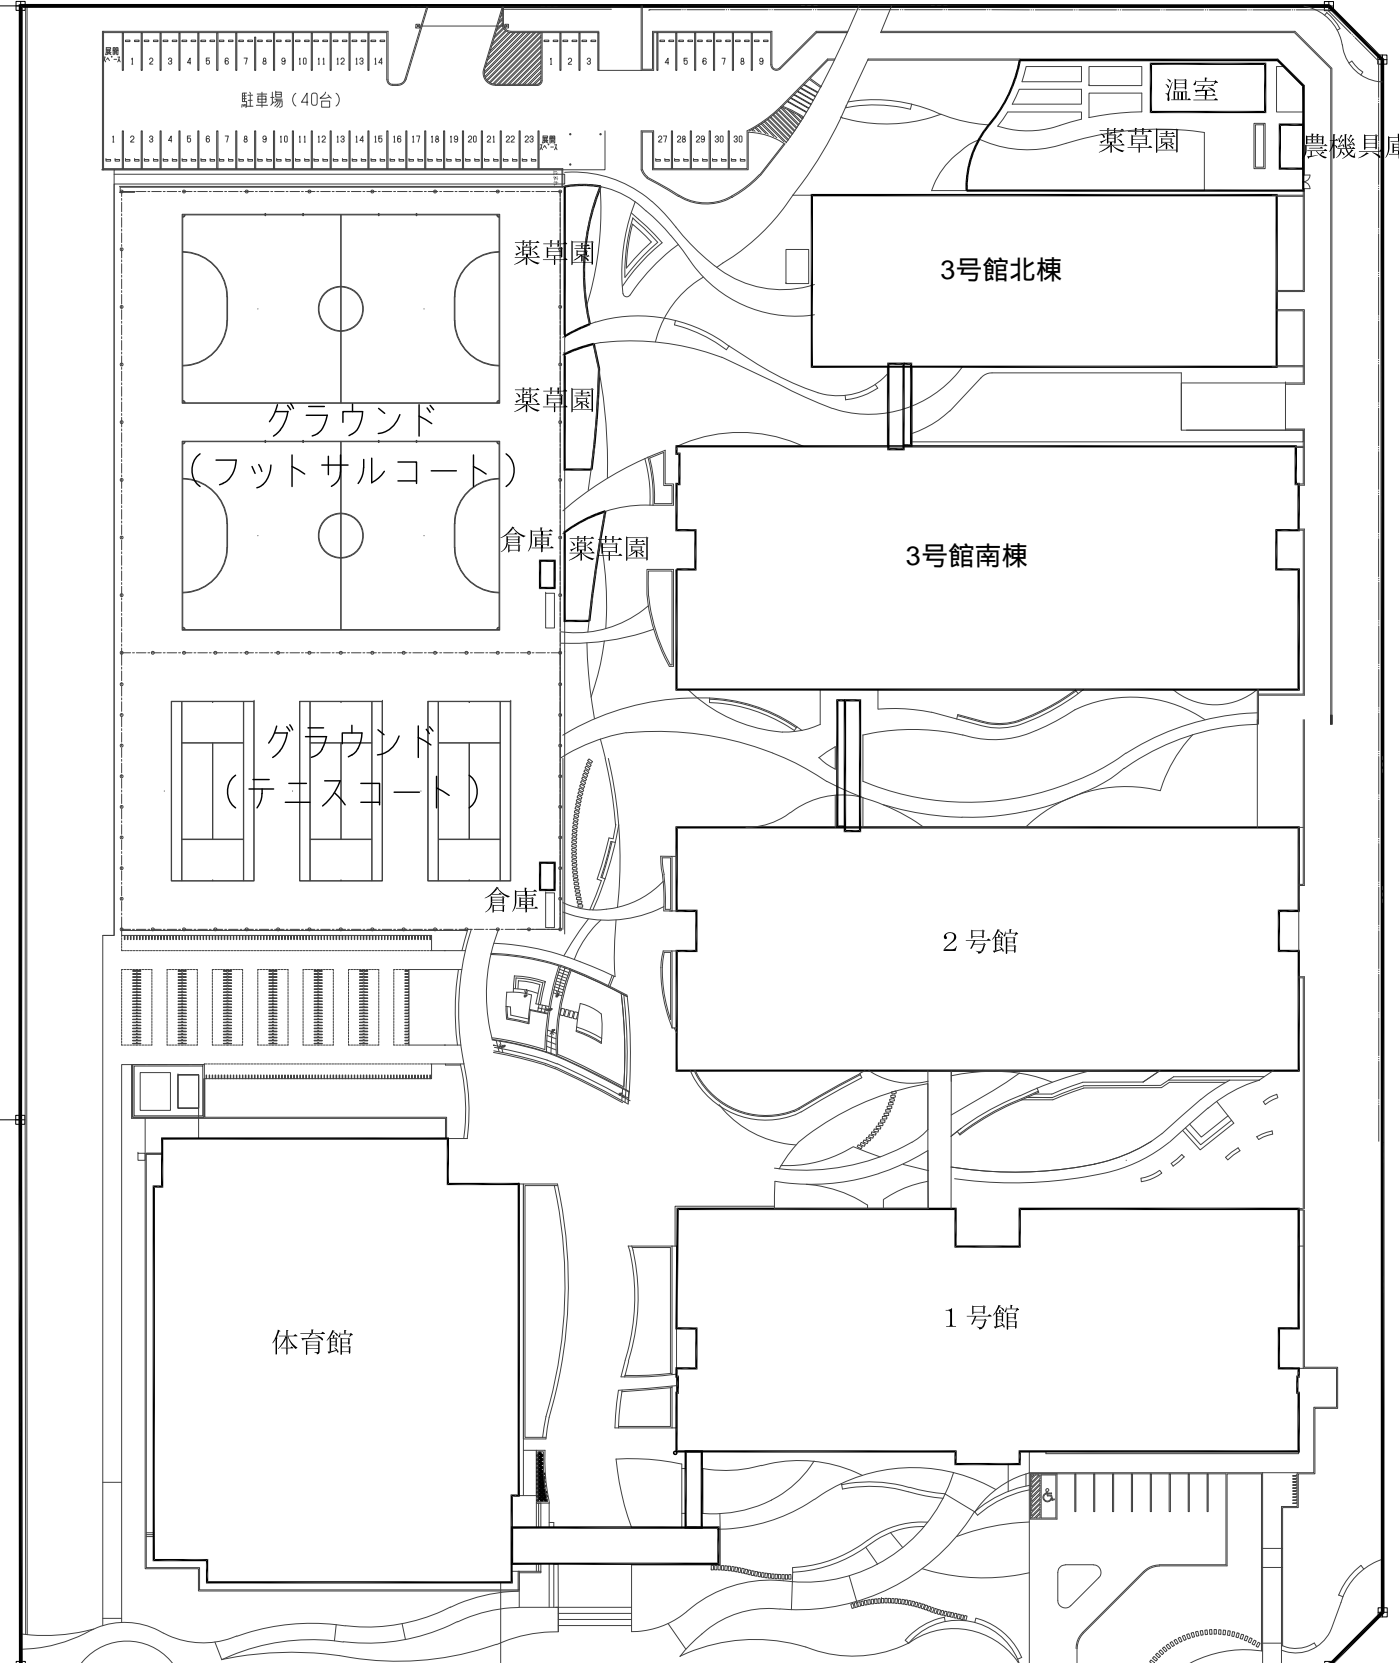 展開
ｽﾍﾟｰｽ
1 2 3 4 5 6 7 8 9 10 11 12 13 14
1 2 3
4 5 6 7 8 9
駐車場（40台）
1 2 3 4 5 6 7 8 9 10 11 12 13 14 15 16 17 18 19 20 21 22 23
展開
ｽﾍﾟｰｽ
27 28 29 30 30
温室
薬草園
農機具庫
薬草園
3号館北棟
薬草園
グラウンド
（フットサルコート）
倉庫
薬草園
3号館南棟
グラウンド
（テニスコート）
倉庫
２号館
１号館
体育館